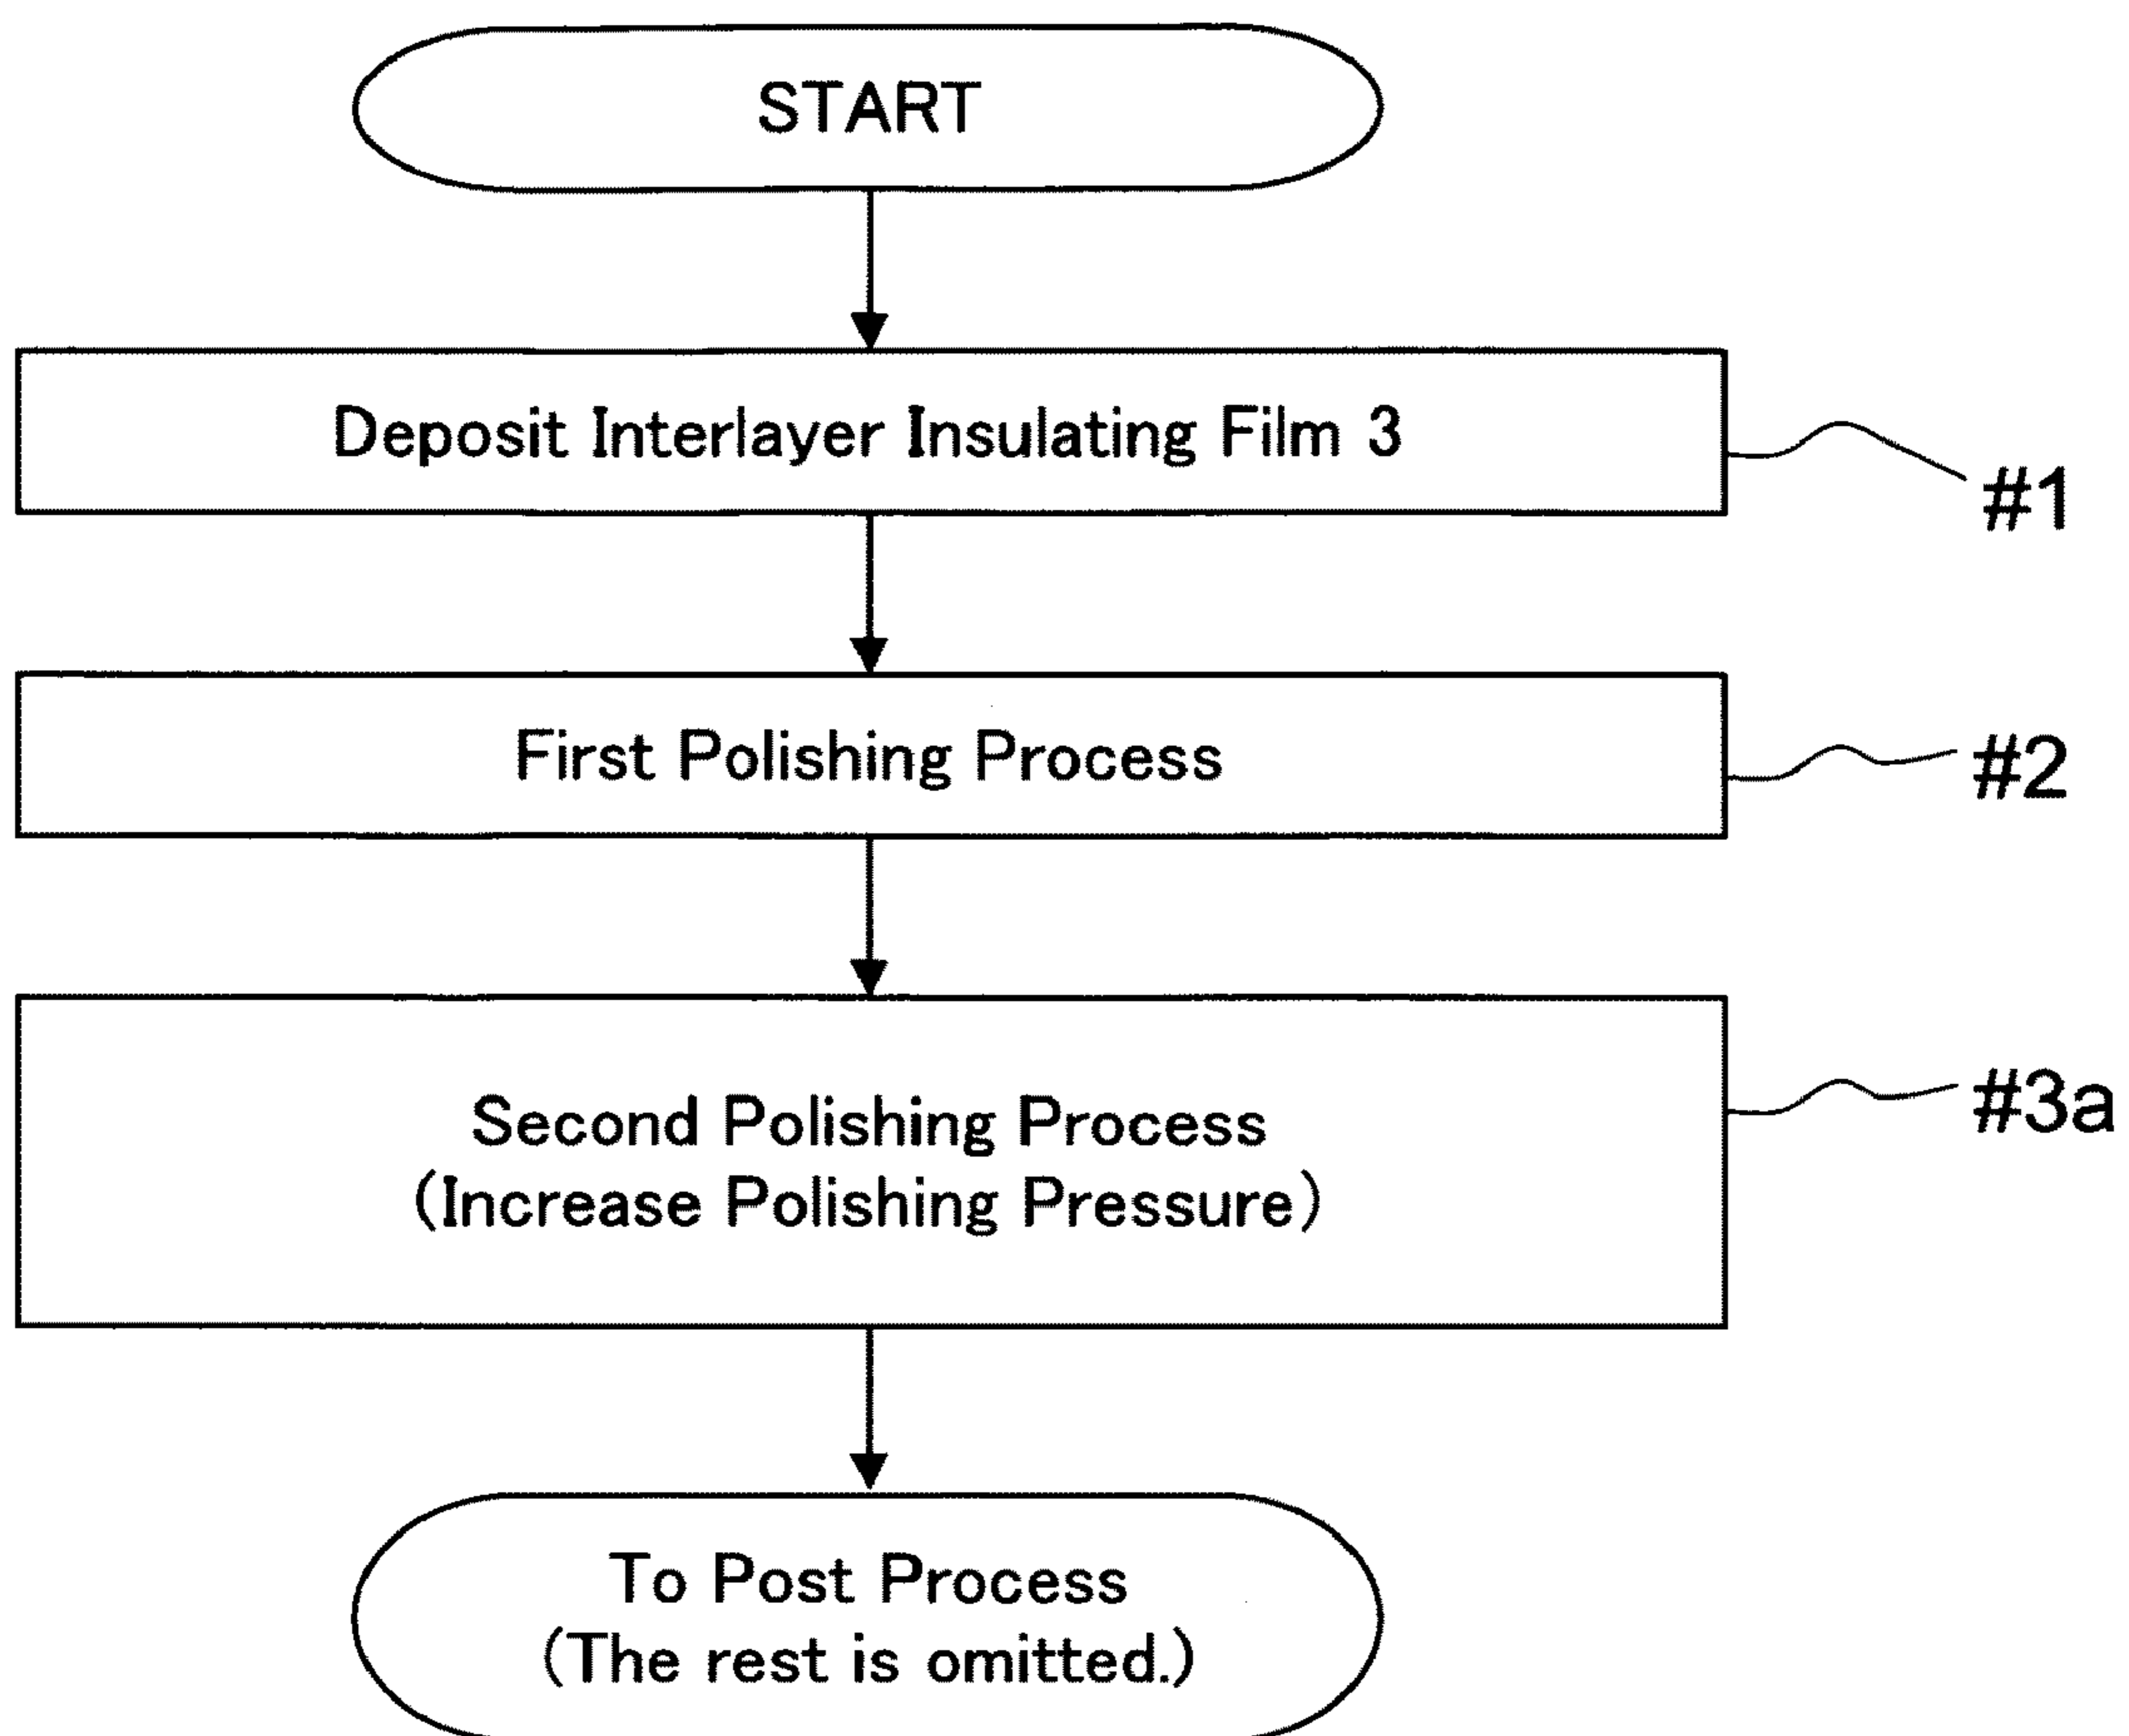 START
Deposit Interlayer Insulating Film 3
#1
First Polishing Process
#2
Second Polishing Process
(Increase Polishing Pressure)
#3a
To Post Process
(The rest is omitted.)